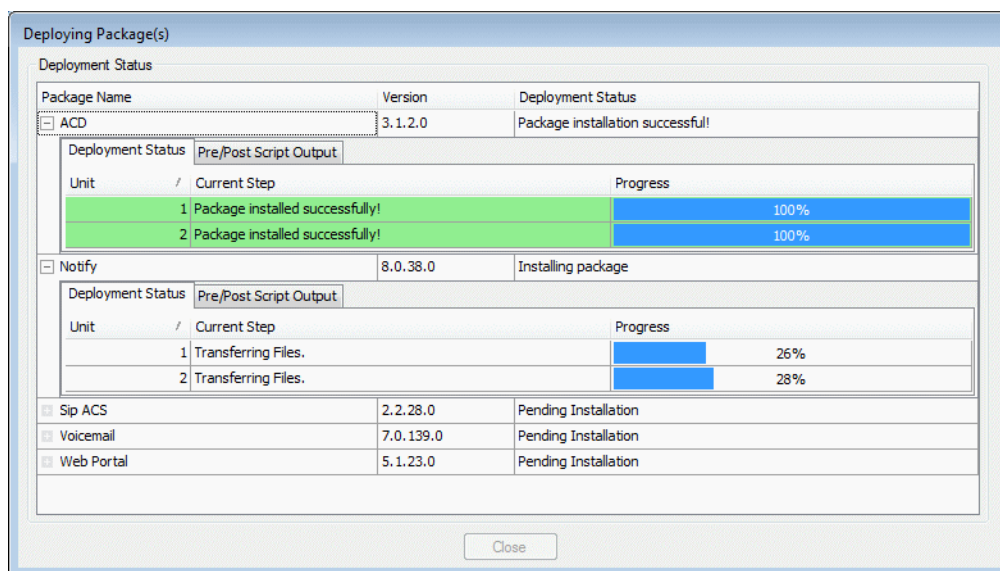 Deploying Package(s)
Deployment Status
Package Name Version Deployment Status
ACD 3.1.2.0 Package installation successful!
Deployment Status Pre/Post Script Output
Unit / Current Step Progress
1 Package installed successfully! 100%
2 Package installed successfully! 100%
Notify 8.0.38.0 Installing package
Deployment Status Pre/Post Script Output
Unit / Current Step Progress
1 Transferring Files. 26%
2 Transferring Files. 28%
Sip ACS 2.2.28.0 Pending Installation
Voicemail 7.0.139.0 Pending Installation
Web Portal 5.1.23.0 Pending Installation
Close